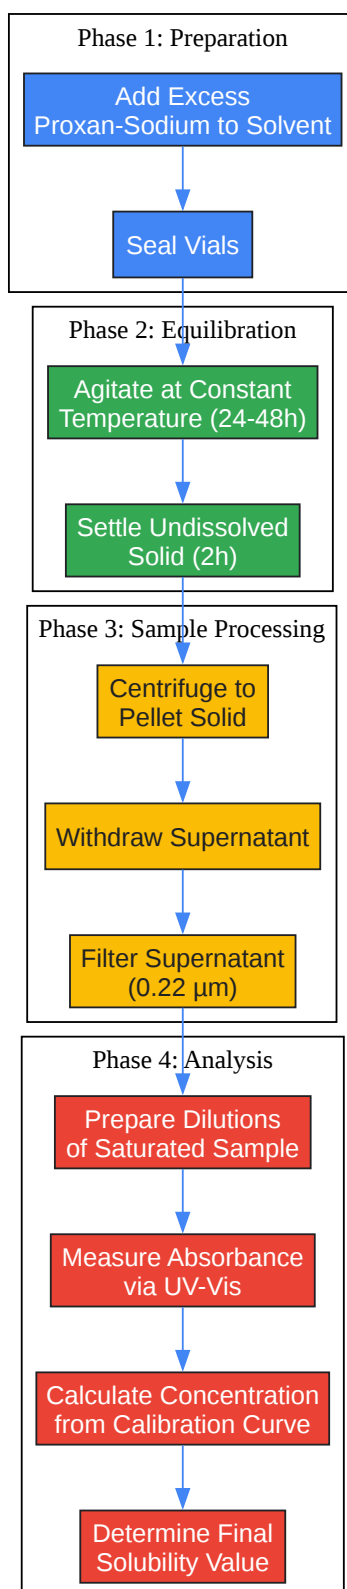 Phase 1: Preparation
Add Excess
Proxan-Sodium to Solvent
Seal Vials
Phase 2: Equilibration
Agitate at Constant
Temperature (24-48h)
Settle Undissolved
Solid (2h)
Phase 3: Sample Processing
Centrifuge to
Pellet Solid
Withdraw Supernatant
Filter Supernatant
(0.22 µm)
Phase 4: Analysis
Prepare Dilutions
of Saturated Sample
Measure Absorbance
via UV-Vis
Calculate Concentration
from Calibration Curve
Determine Final
Solubility Value